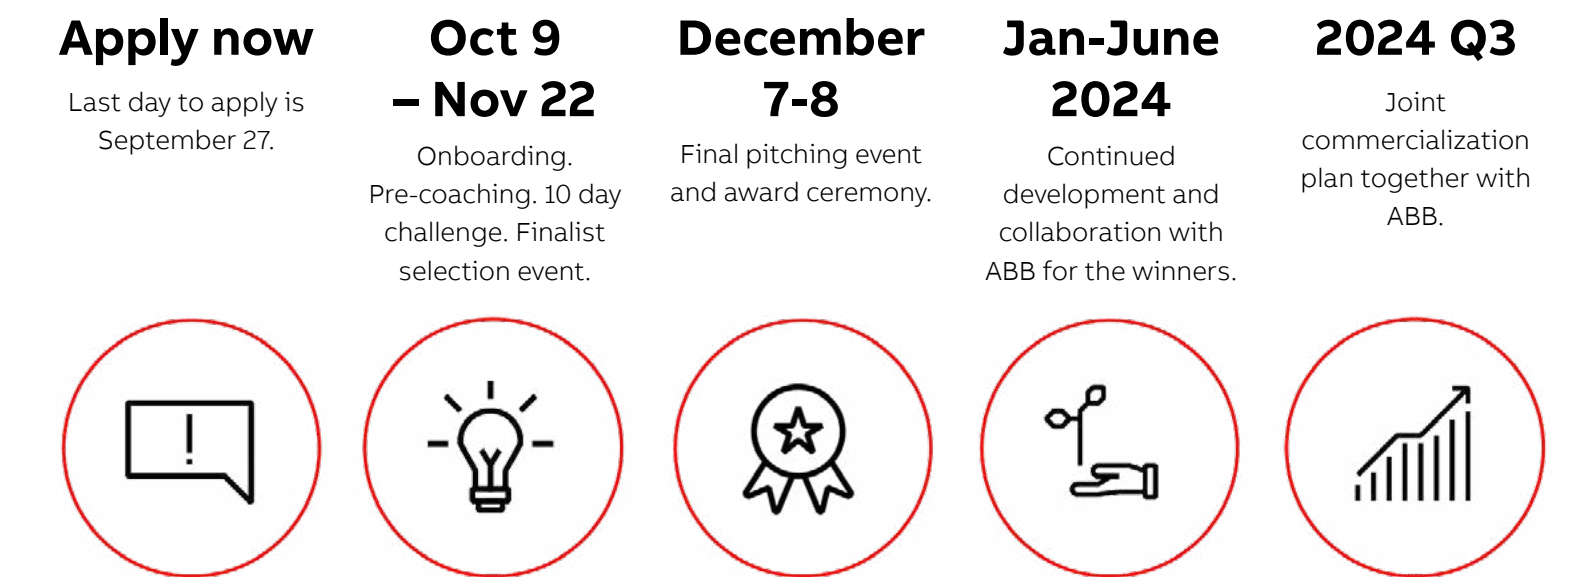 Apply now
Last day to apply is
September 27.
Oct 9
– Nov 22
Onboarding.
Pre-coaching. 10 day
challenge. Finalist
selection event.
December
7-8
Final pitching event
and award ceremony.
Jan-June
2024
Continued
development and
collaboration with
ABB for the winners.
2024 Q3
Joint
commercialization
plan together with
ABB.